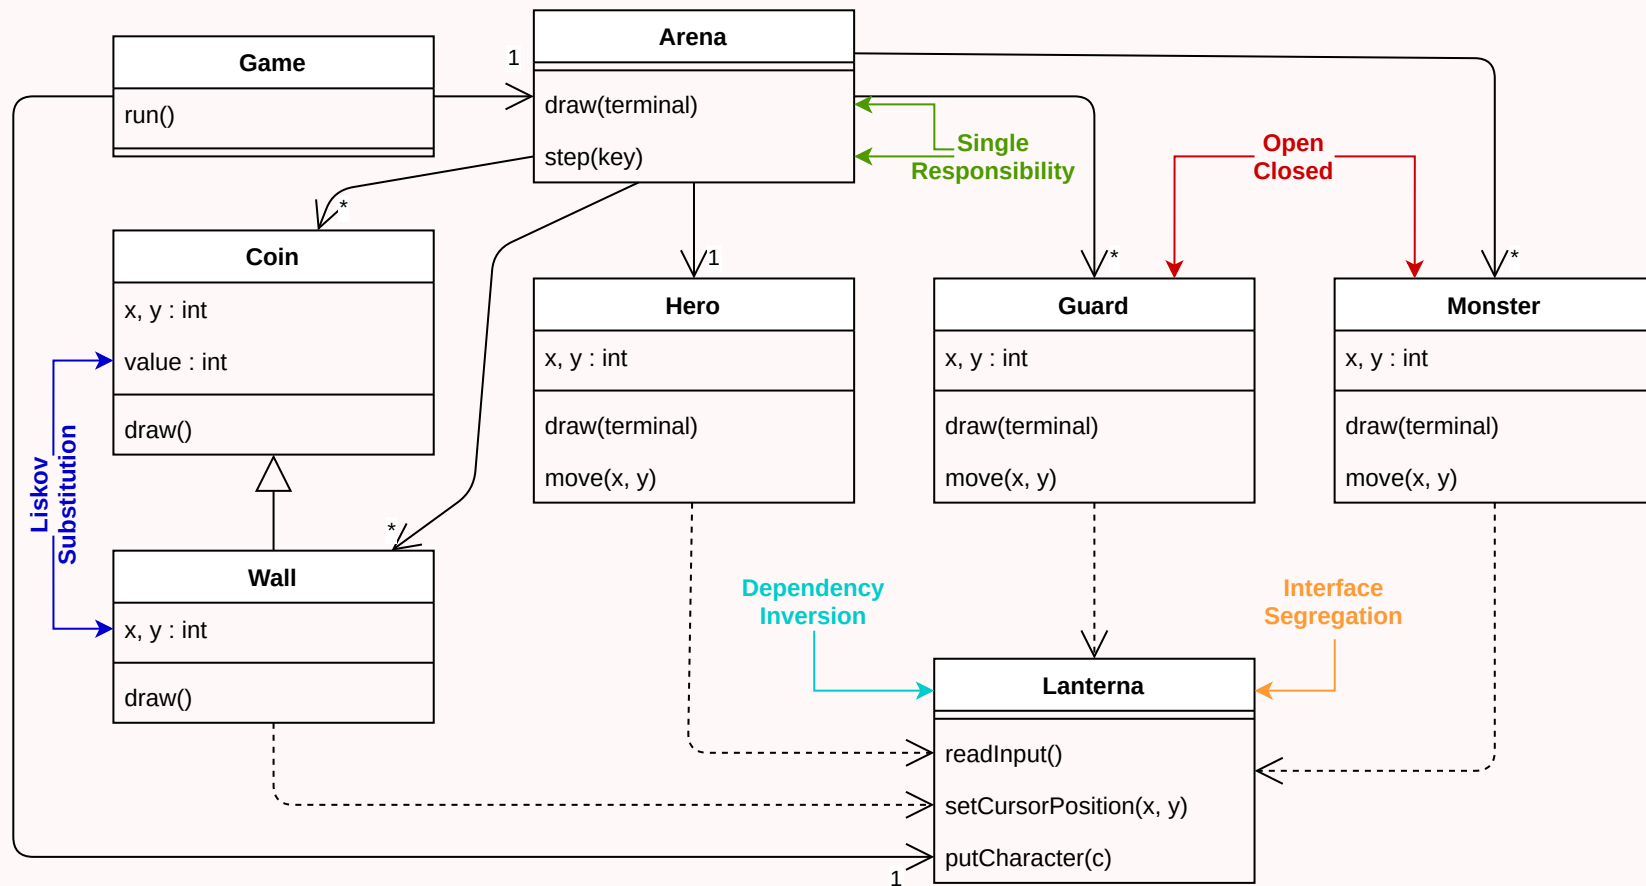 Game
run()
1
Arena
draw(terminal)
step(key)
Single
Responsibility
Open
Closed
*
Coin
x, y : int
value : int
draw()
1
Hero
x, y : int
draw(terminal)
move(x, y)
*
Guard
x, y : int
draw(terminal)
move(x, y)
*
Monster
x, y : int
draw(terminal)
move(x, y)
Liskov
Substitution
*
Wall
x, y : int
draw()
Dependency
Inversion
Interface
Segregation
Lanterna
readInput()
setCursorPosition(x, y)
putCharacter(c)
1